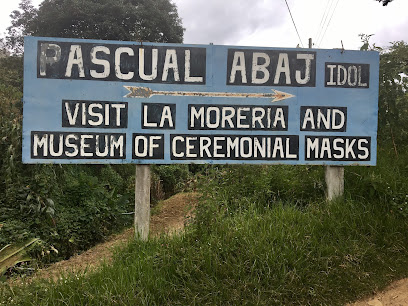 PASCUAL ABAJ IDOL
VISIT LA MORERIA AND
MUSEUM OF CEREMONIAL MASKS